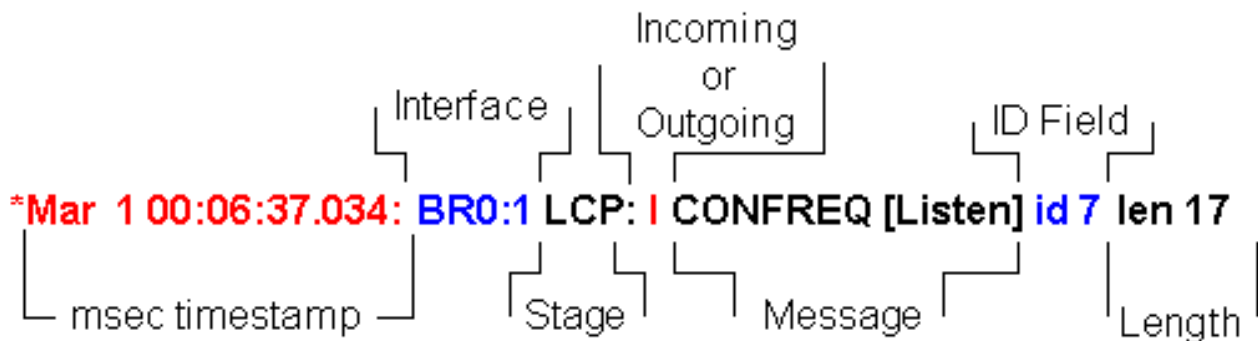 Incoming
or
Outgoing
Interface
ID Field
*Mar 1 00:06:37.034: BR0:1 LCP: I CONFREQ [Listen] id 7 len 17
msec timestamp
Stage
Message
Length